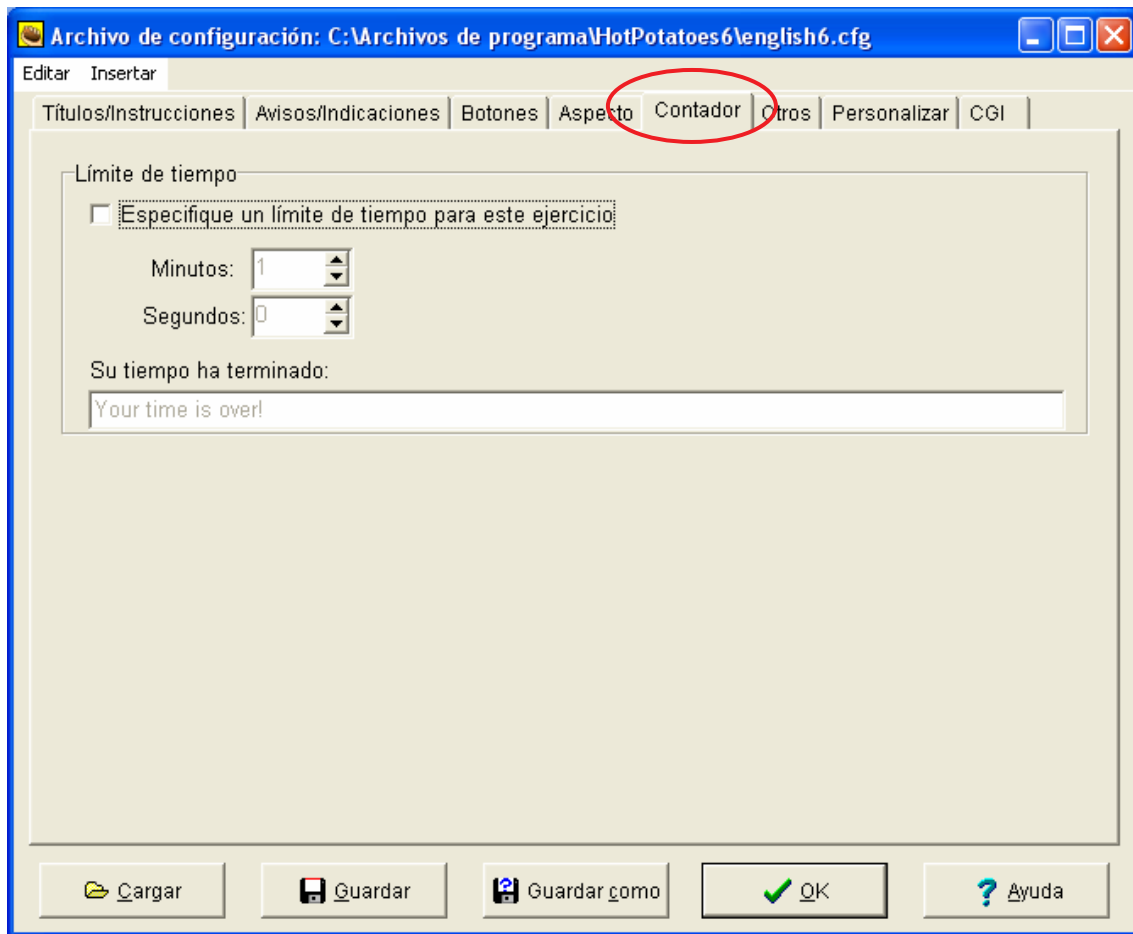 Archivo de configuración: C:\Archivos de programa\HotPotatoes6\english6.cfg
Editar Insertar
Títulos/Instrucciones Avisos/Indicaciones Botones Aspecto Contador Otros Personalizar CGI
Límite de tiempo
Especifique un límite de tiempo para este ejercicio
Minutos: 1
Segundos: 0
Su tiempo ha terminado:
Your time is over!
Cargar Guardar Guardar como OK Ayuda